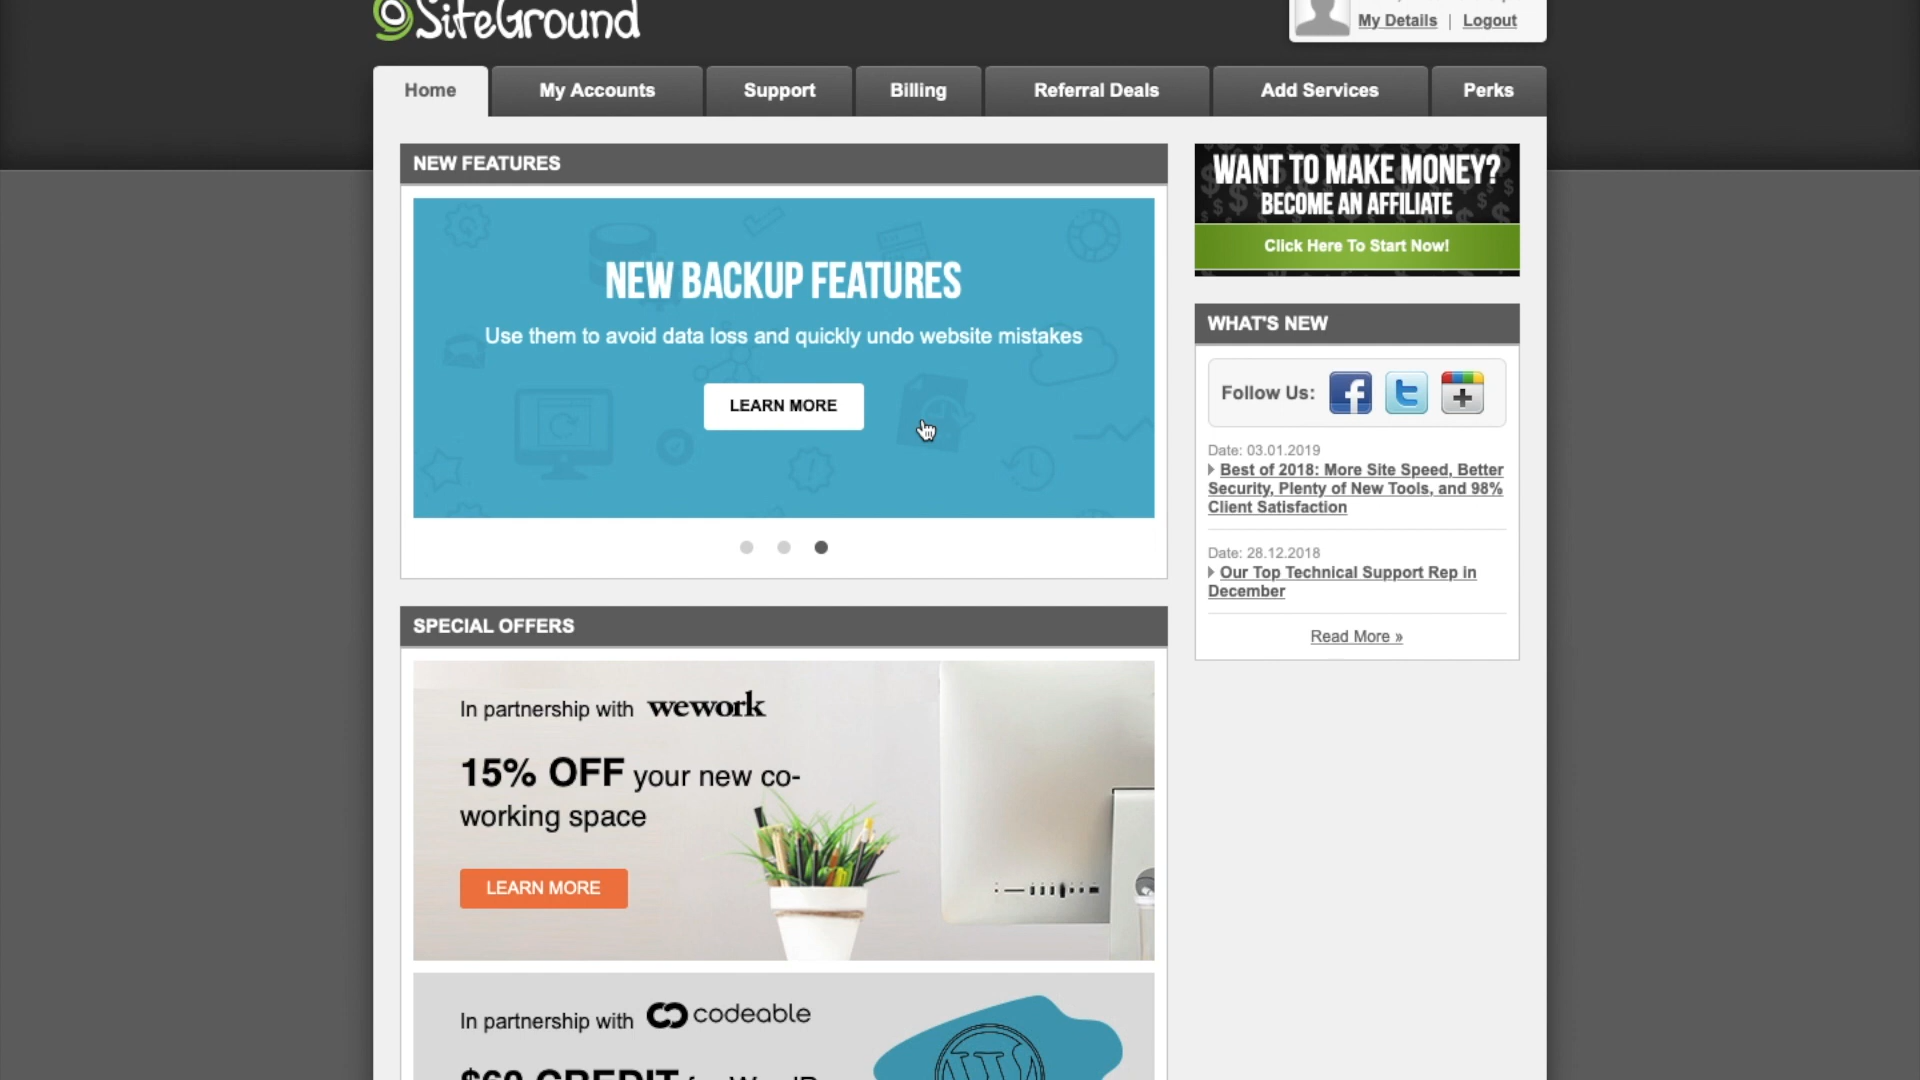 SiteGround
My Details | Logout
Home My Accounts Support Billing Referral Deals Add Services Perks
NEW FEATURES
NEW BACKUP FEATURES
Use them to avoid data loss and quickly undo website mistakes
LEARN MORE
WANT TO MAKE MONEY?
BECOME AN AFFILIATE
Click Here To Start Now!
WHAT'S NEW
Follow Us:
Date: 03.01.2019
Best of 2018: More Site Speed, Better
Security, Plenty of New Tools, and 98%
Client Satisfaction
Date: 28.12.2018
Our Top Technical Support Rep in
December
Read More »
SPECIAL OFFERS
In partnership with wework
15% OFF your new co-
working space
LEARN MORE
In partnership with codeable
$60 CREDIT for